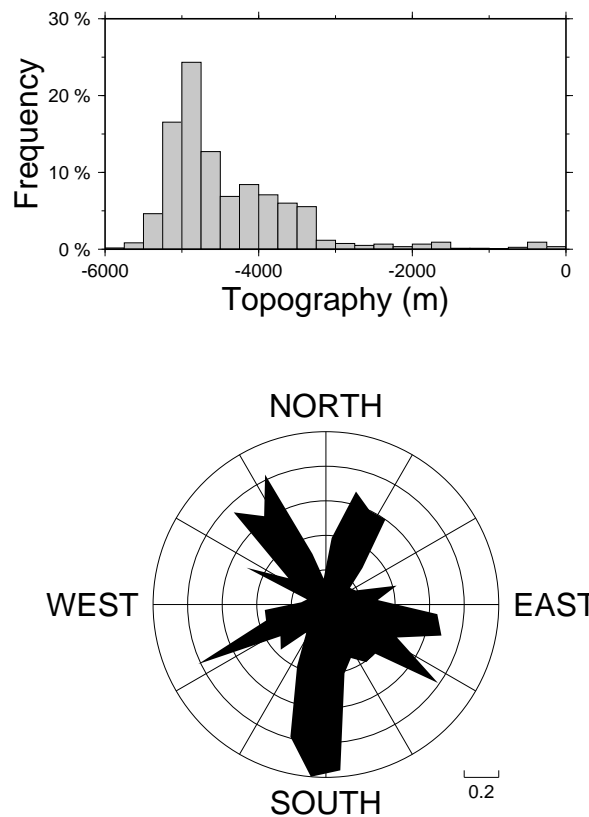 30 %
20 %
10 %
0 %
Frequency
-6000 -4000 -2000 0
Topography (m)
NORTH
WEST EAST
SOUTH
0.2